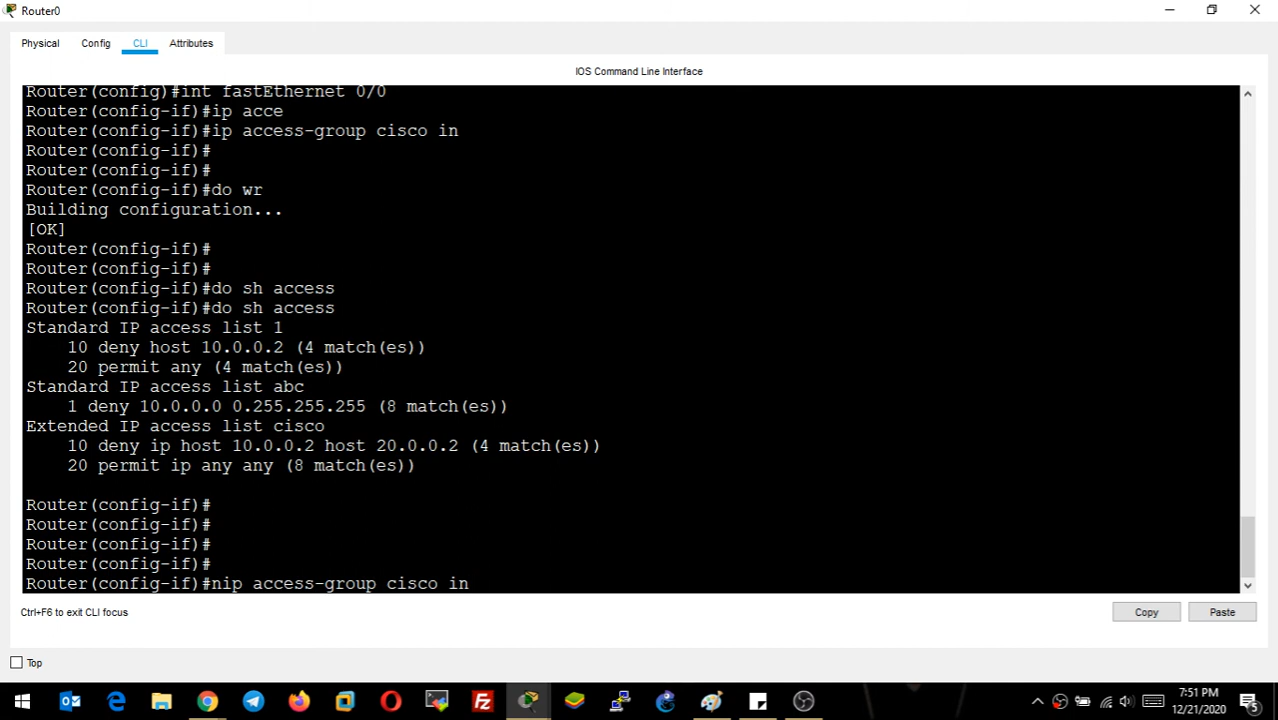 Router0
Physical Config CLI Attributes
IOS Command Line Interface
Router(config)#int fastEthernet 0/0
Router(config-if)#ip acce
Router(config-if)#ip access-group cisco in
Router(config-if)#
Router(config-if)#
Router(config-if)#do wr
Building configuration...
[OK]
Router(config-if)#
Router(config-if)#
Router(config-if)#do sh access
Router(config-if)#do sh access
Standard IP access list 1
10 deny host 10.0.0.2 (4 match(es))
20 permit any (4 match(es))
Standard IP access list abc
1 deny 10.0.0.0 0.255.255.255 (8 match(es))
Extended IP access list cisco
10 deny ip host 10.0.0.2 host 20.0.0.2 (4 match(es))
20 permit ip any any (8 match(es))
Router(config-if)#
Router(config-if)#
Router(config-if)#
Router(config-if)#
Router(config-if)#nip access-group cisco in
Ctrl+F6 to exit CLI focus
Copy Paste
Top
7:51 PM
12/21/2020
5